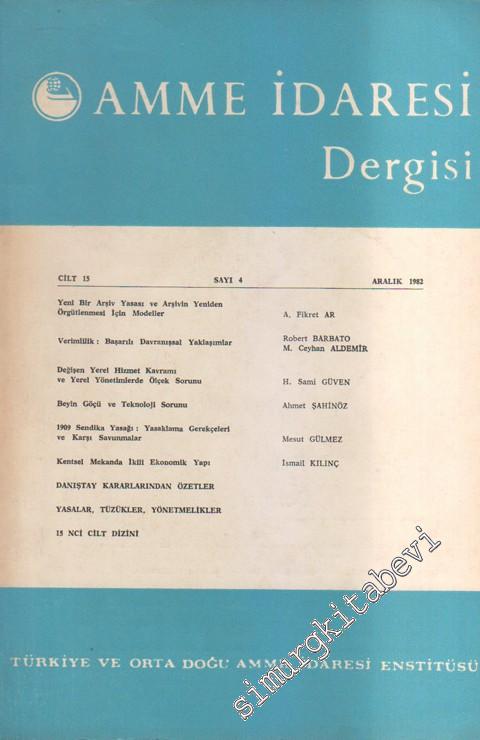 AMME İDARESİ
Dergisi
CİLT 15 SAYI 4 ARALIK 1982
Yeni Bir Arşiv Yasası ve Arşivin Yeniden
Örgütlenmesi İçin Modeller A. Fikret AR
Verimlilik : Başarılı Davranışsal Yaklaşımlar Robert BARBATO
M. Ceyhan ALDEMİR
Değişen Yerel Hizmet Kavramı
ve Yerel Yönetimlerde Ölçek Sorunu H. Sami GÜVEN
Beyin Göçü ve Teknoloji Sorunu Ahmet ŞAHİNÖZ
1909 Sendika Yasağı : Yasaklama Gerekçeleri
ve Karşı Savunmalar Mesut GÜLMEZ
Kentsel Mekanda İkili Ekonomik Yapı İsmail KILINÇ
DANIŞTAY KARARLARINDAN ÖZETLER
YASALAR, TÜZÜKLER, YÖNETMELİKLER
15 NCİ CİLT DİZİNİ
TÜRKİYE VE ORTA DOĞU AMME İDARESİ ENSTİTÜSÜ
simurgkitabevi